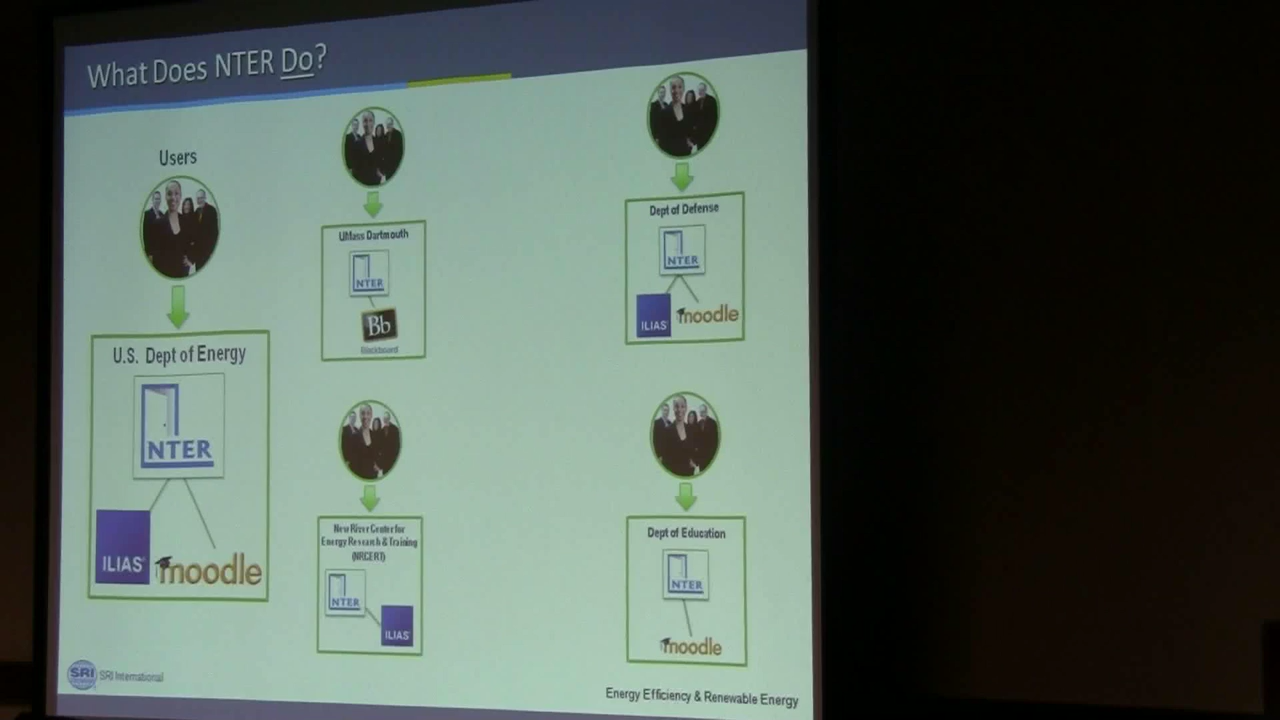 What Does NTER Do?
Users
U.S. Dept of Energy
NTER
ILIAS®
moodle
UMass Dartmouth
NTER
Bb
Blackboard
New River Center for
Energy Research & Training
(NRCERT)
NTER
ILIAS
Dept of Defense
NTER
ILIAS
moodle
Dept of Education
NTER
moodle
SRI
SRI International
Energy Efficiency & Renewable Energy